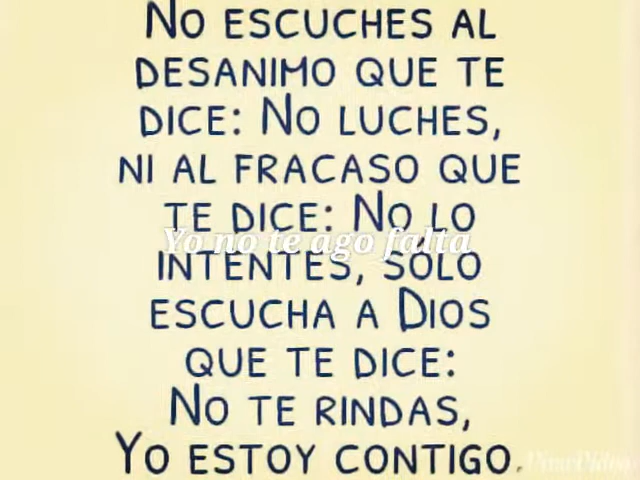 No escuches al
desanimo que te
dice: No luches,
ni al fracaso que
te dice: No lo
Yo no te ago falta
intentes, sólo
escucha a Dios
que te dice:
No te rindas,
Yo estoy contigo.